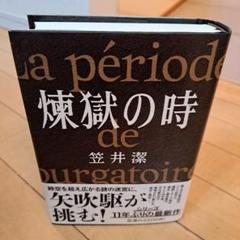 La période
煉獄の時
de
笠井潔
purgatoire
時空を超え広がる謎の迷宮に、
矢吹駆が
挑む!
シリーズ
11年ぶりの最新作